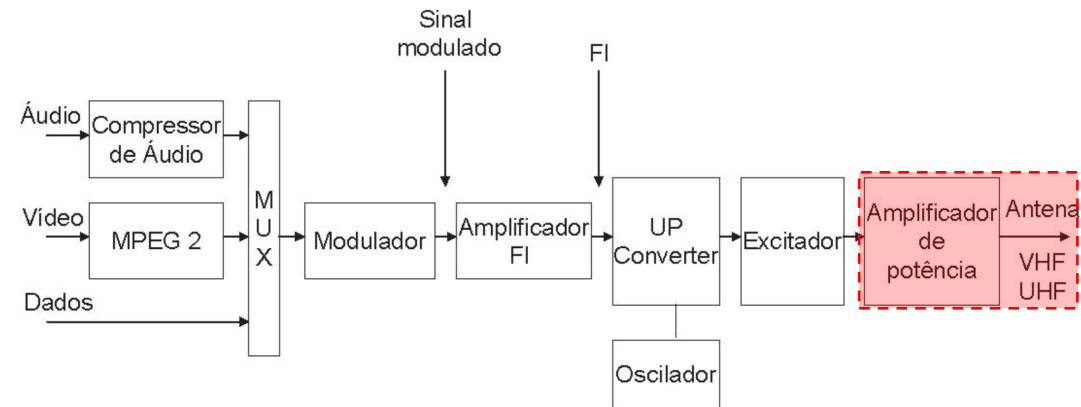 Sinal
modulado
FI
Áudio
Compressor
de Áudio
Vídeo
MPEG 2
Dados
M
U
X
Modulador
Amplificador
FI
UP
Converter
Oscilador
Excitador
Amplificador
de
potência
Antena
VHF
UHF